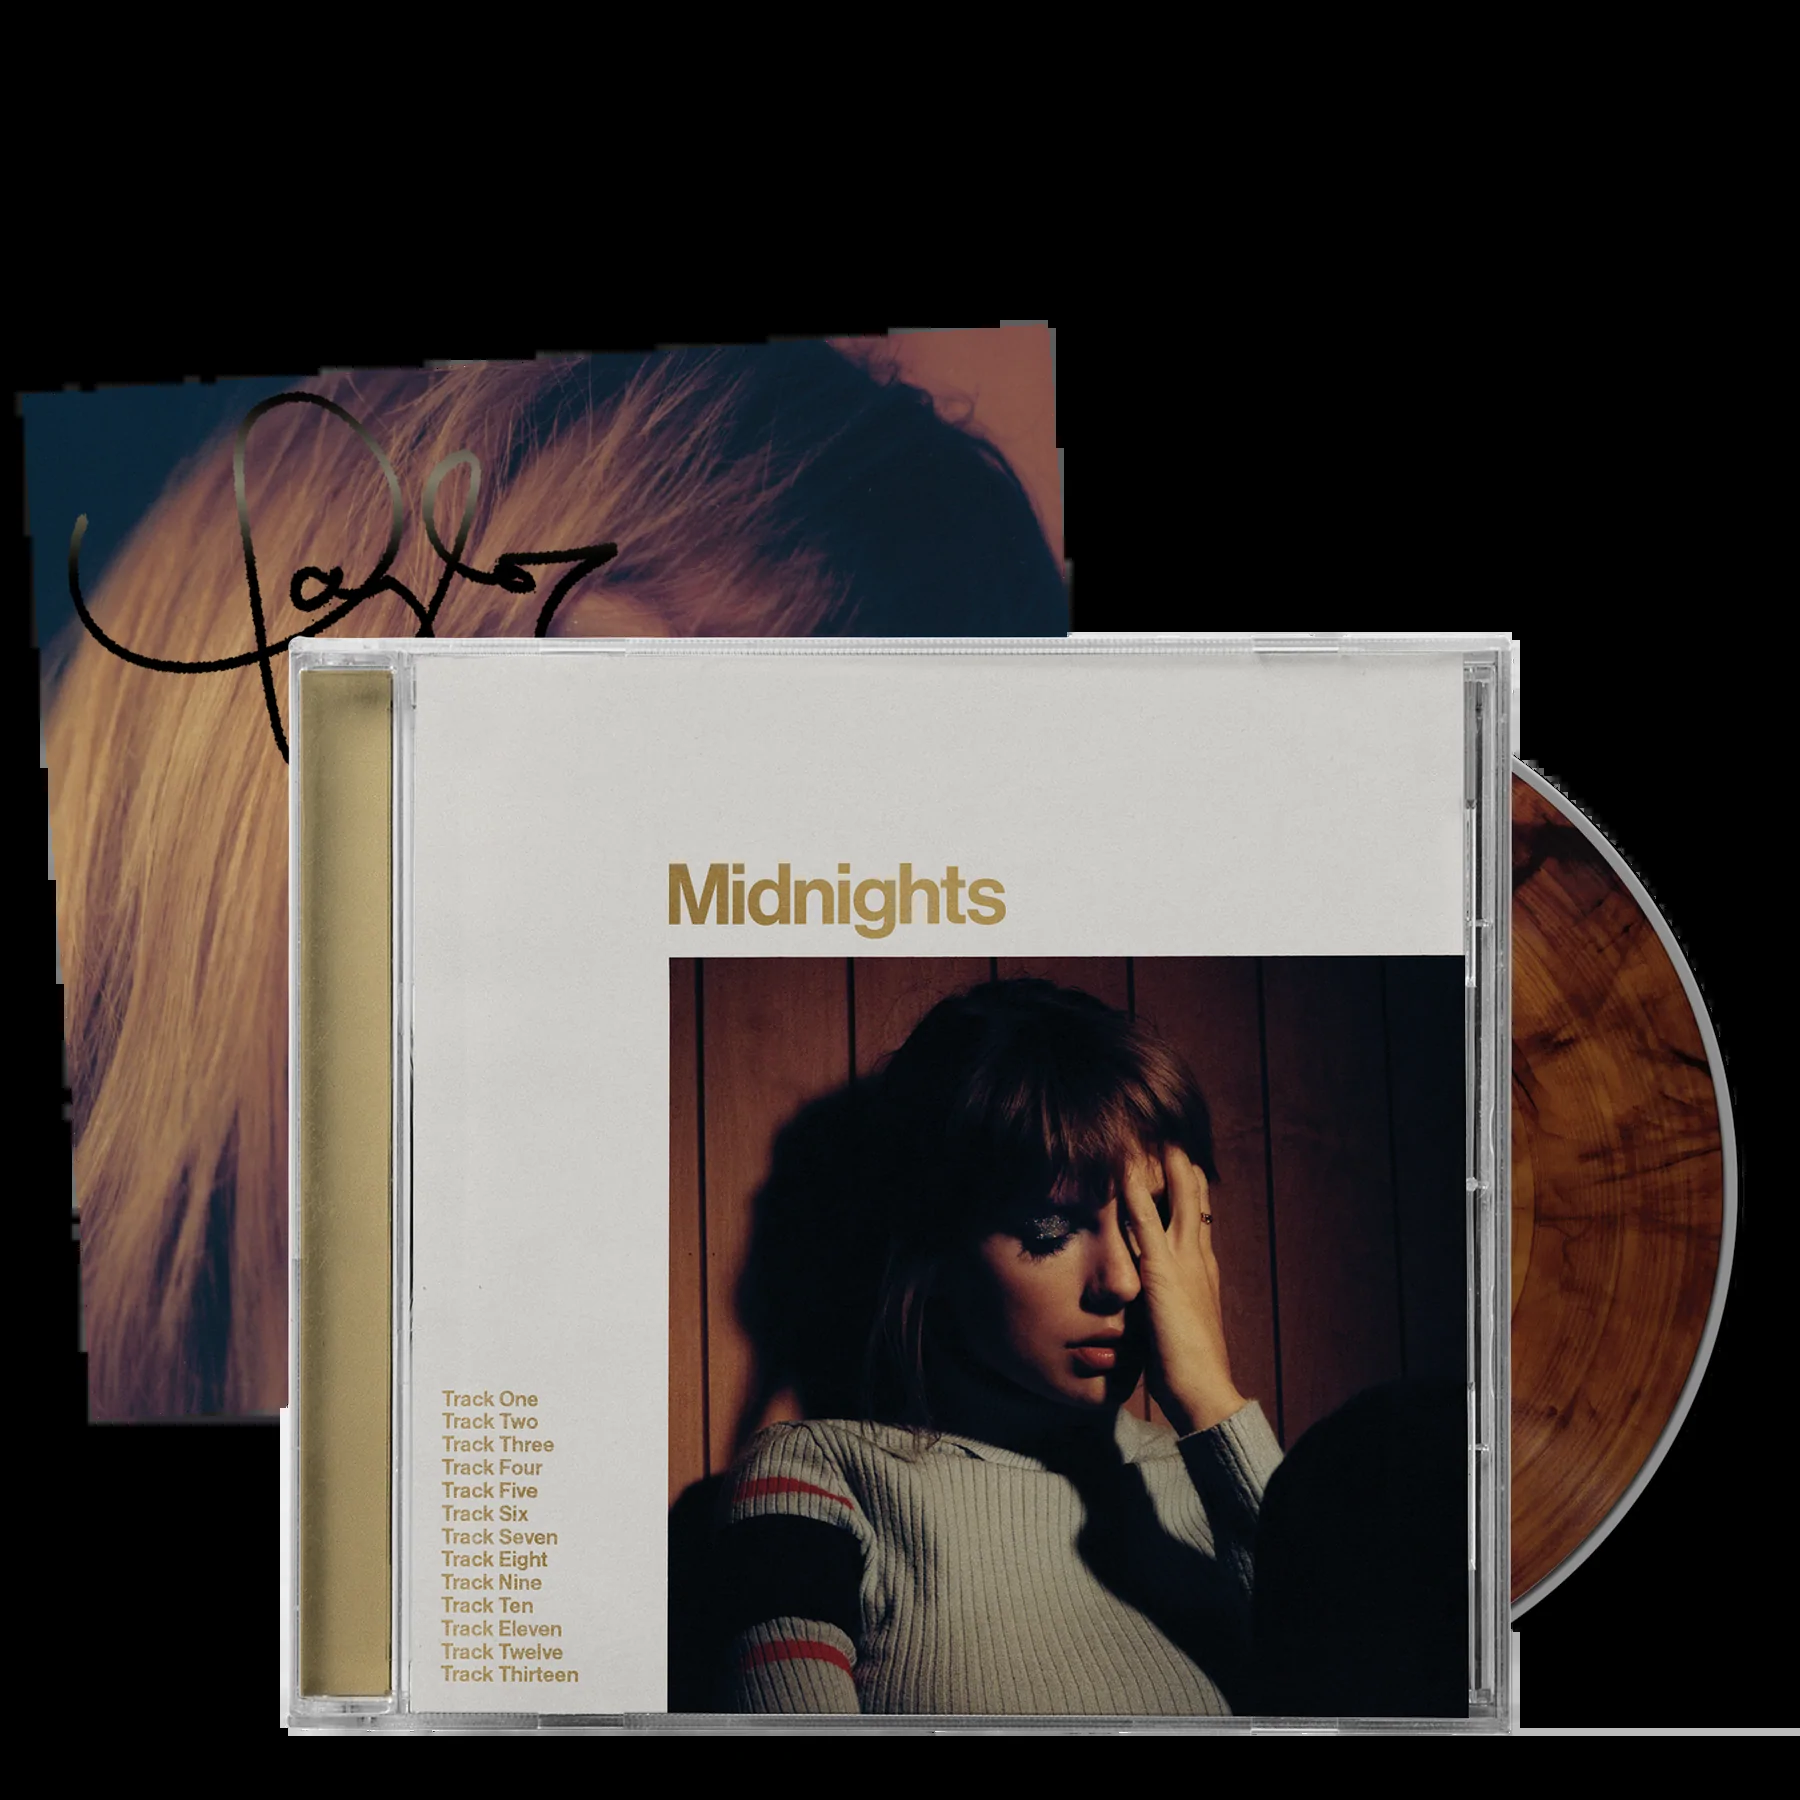 Taylor
Midnights
Track One
Track Two
Track Three
Track Four
Track Five
Track Six
Track Seven
Track Eight
Track Nine
Track Ten
Track Eleven
Track Twelve
Track Thirteen